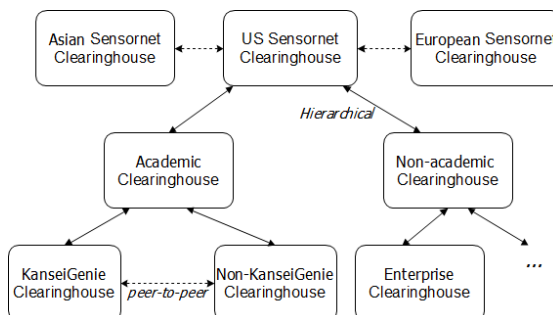 Asian Sensornet
Clearinghouse
US Sensornet
Clearinghouse
European Sensornet
Clearinghouse
Hierarchical
Academic
Clearinghouse
Non-academic
Clearinghouse
KanseiGenie
Clearinghouse
peer-to-peer
Non-KanseiGenie
Clearinghouse
Enterprise
Clearinghouse
...